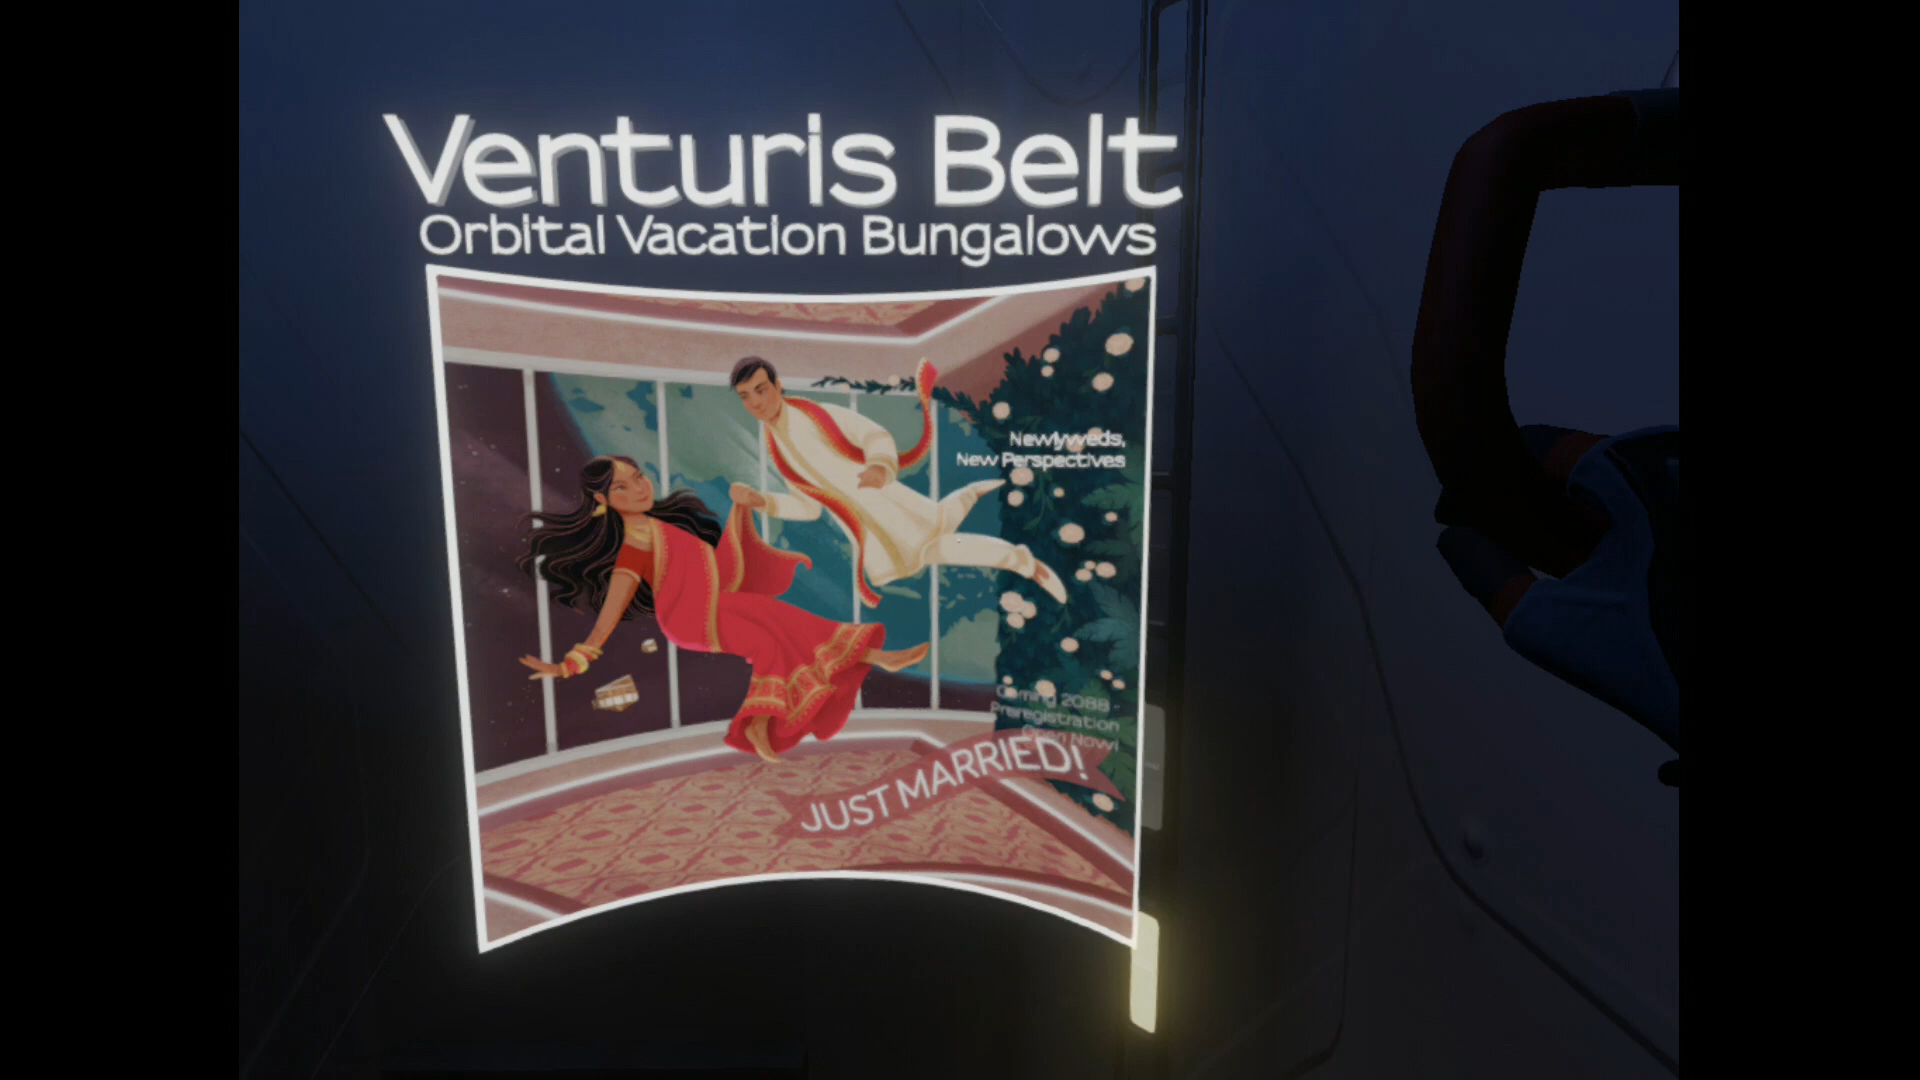 Venturis Belt
Orbital Vacation Bungalows
Newlyweds,
New Perspectives
Coming 2088 -
Preregistration
Open Now!
JUST MARRIED!